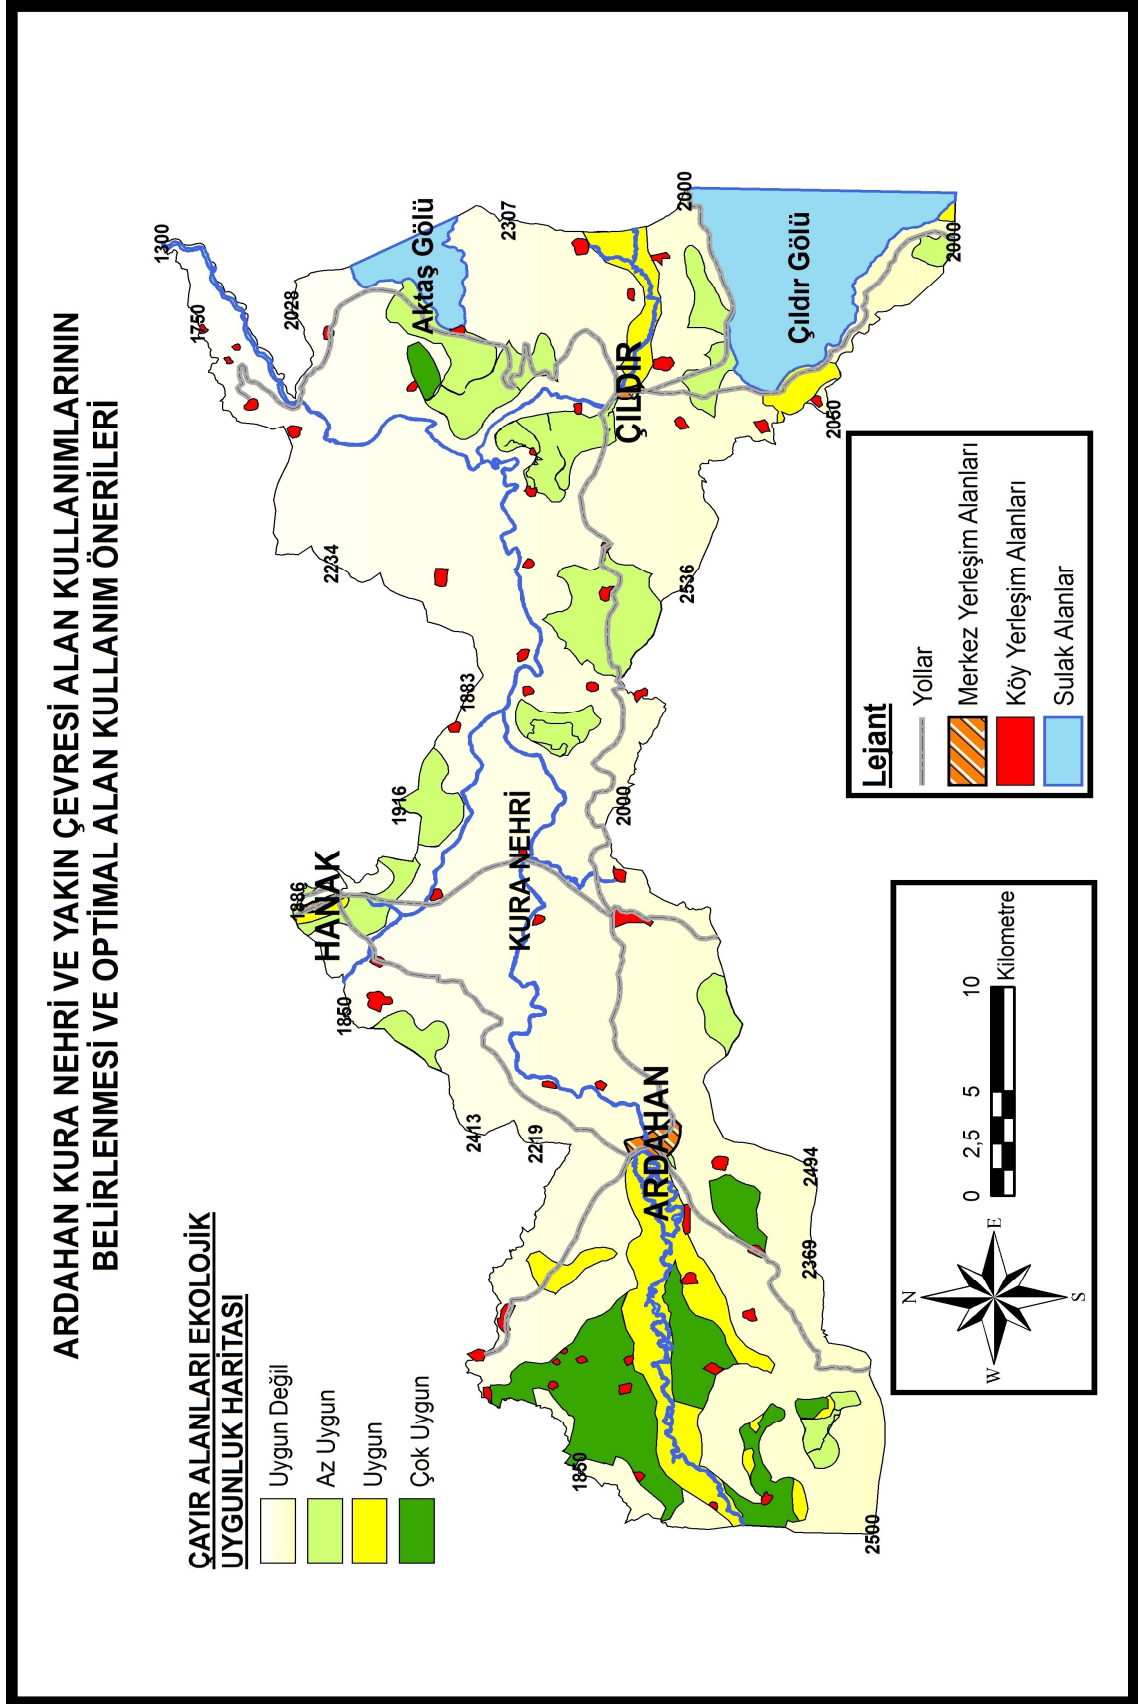 ARDAHAN KURA NEHRİ VE YAKIN ÇEVRESİ ALAN KULLANIMLARININ
BELİRLENMESİ VE OPTİMAL ALAN KULLANIM ÖNERİLERİ
ÇAYIR ALANLARI EKOLOJİK
UYGUNLUK HARİTASI
Uygun Değil
Az Uygun
Uygun
Çok Uygun
1300
1750
2028
2234
Aktaş Gölü
2307
1883
1916
1886
HANAK
1850
2413
2219
KURA NEHRİ
2000
ÇILDIR
2000
Çıldır Gölü
2000
2050
2536
ARDAHAN
1850
2494
2369
2500
Lejant
Yollar
Merkez Yerleşim Alanları
Köy Yerleşim Alanları
Sulak Alanlar
N
W
E
S
0
2,5
5
10
Kilometre